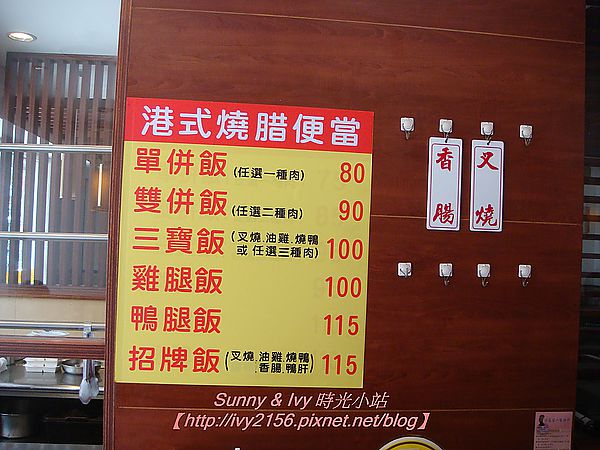 港式燒腊便當
單併飯 (任選一種肉) 80
雙併飯 (任選二種肉) 90
三寶飯 (叉燒.油雞.燒鴨 或 任選三種肉) 100
雞腿飯 100
鴨腿飯 115
招牌飯 (叉燒.油雞.燒鴨 .香腸.鴨肝) 115
香腸
叉燒
Sunny & Ivy 時光小站
【http://ivy2156.pixnet.net/blog】